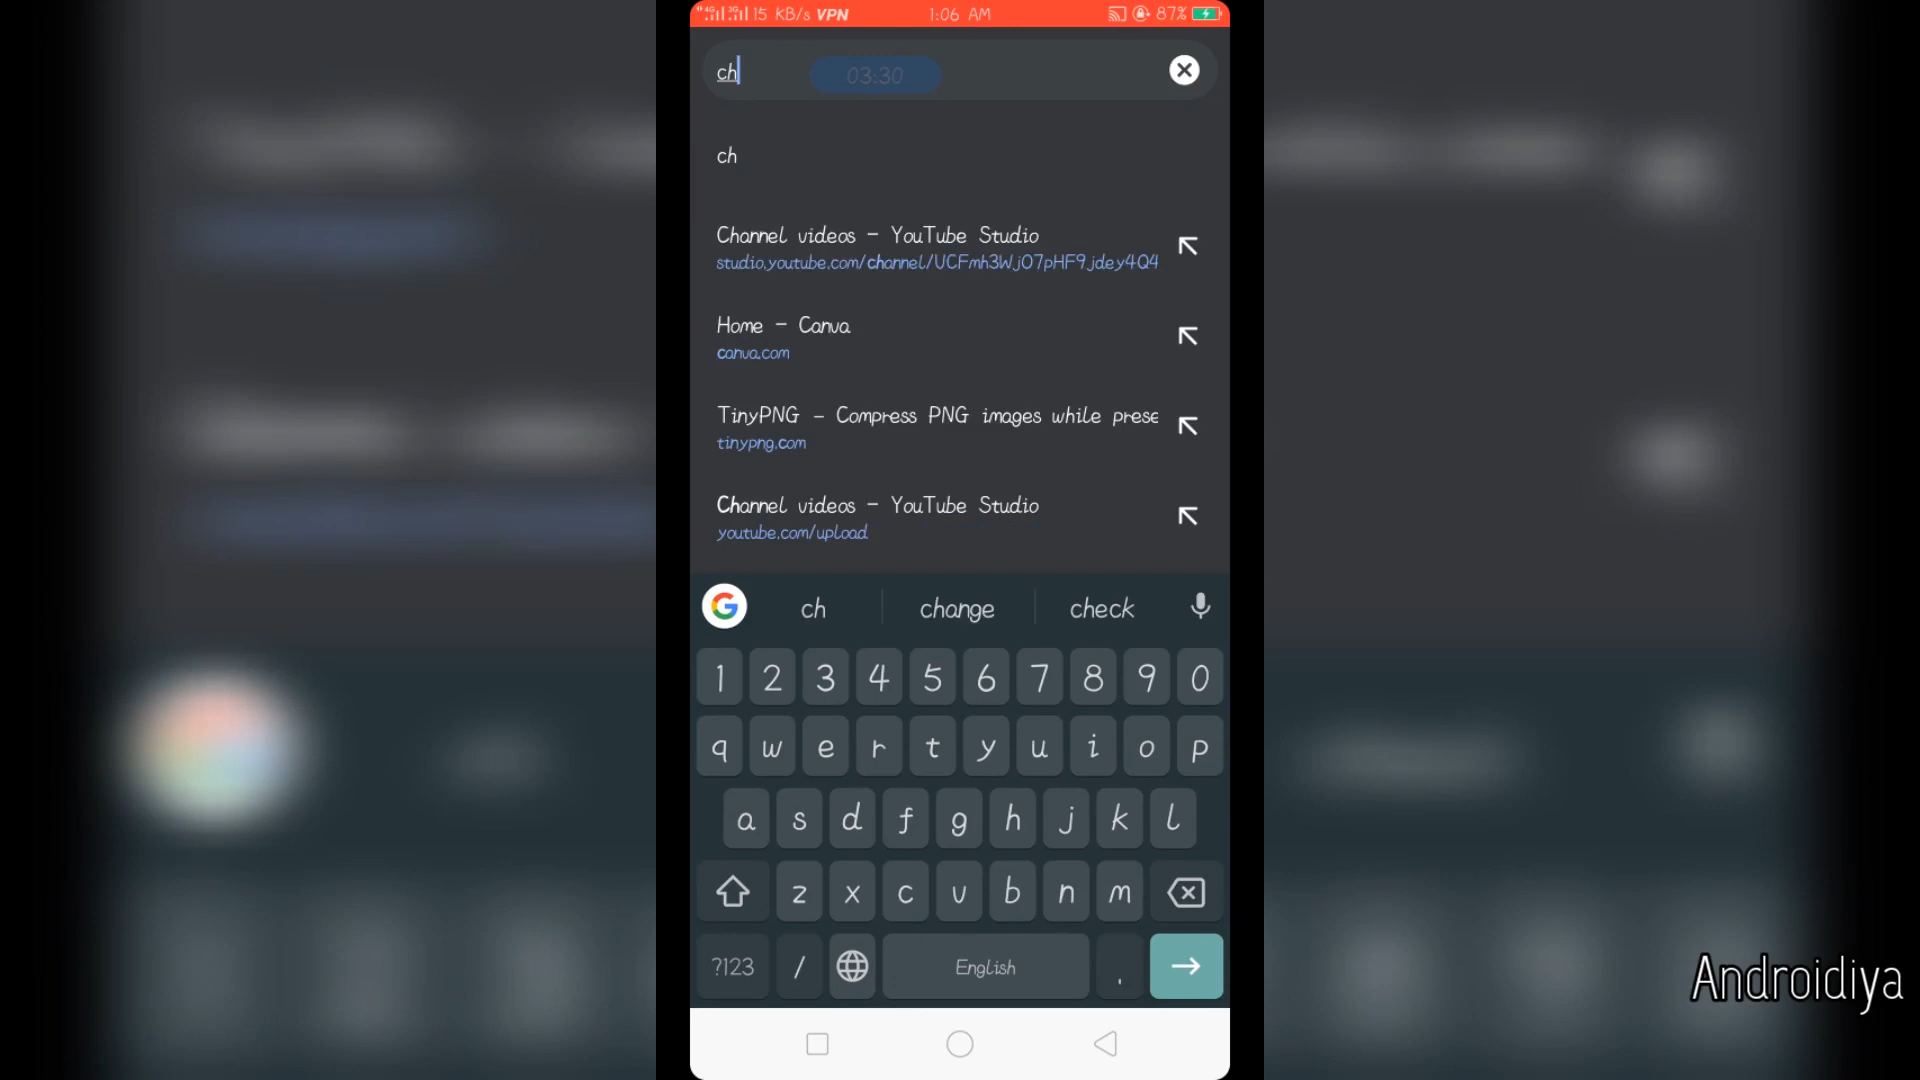 4G 3G 15 KB/s VPN 1:06 AM 87%
ch 03:30
ch
Channel videos - YouTube Studio
studio.youtube.com/channel/UCFmh3WjO7pHF9jdey4Q4
Home - Canva
canva.com
TinyPNG - Compress PNG images while prese
tinypng.com
Channel videos - YouTube Studio
youtube.com/upload
G ch change check
1 2 3 4 5 6 7 8 9 0
q w e r t y u i o p
a s d f g h j k l
z x c v b n m
?123 / English .
Androidiya